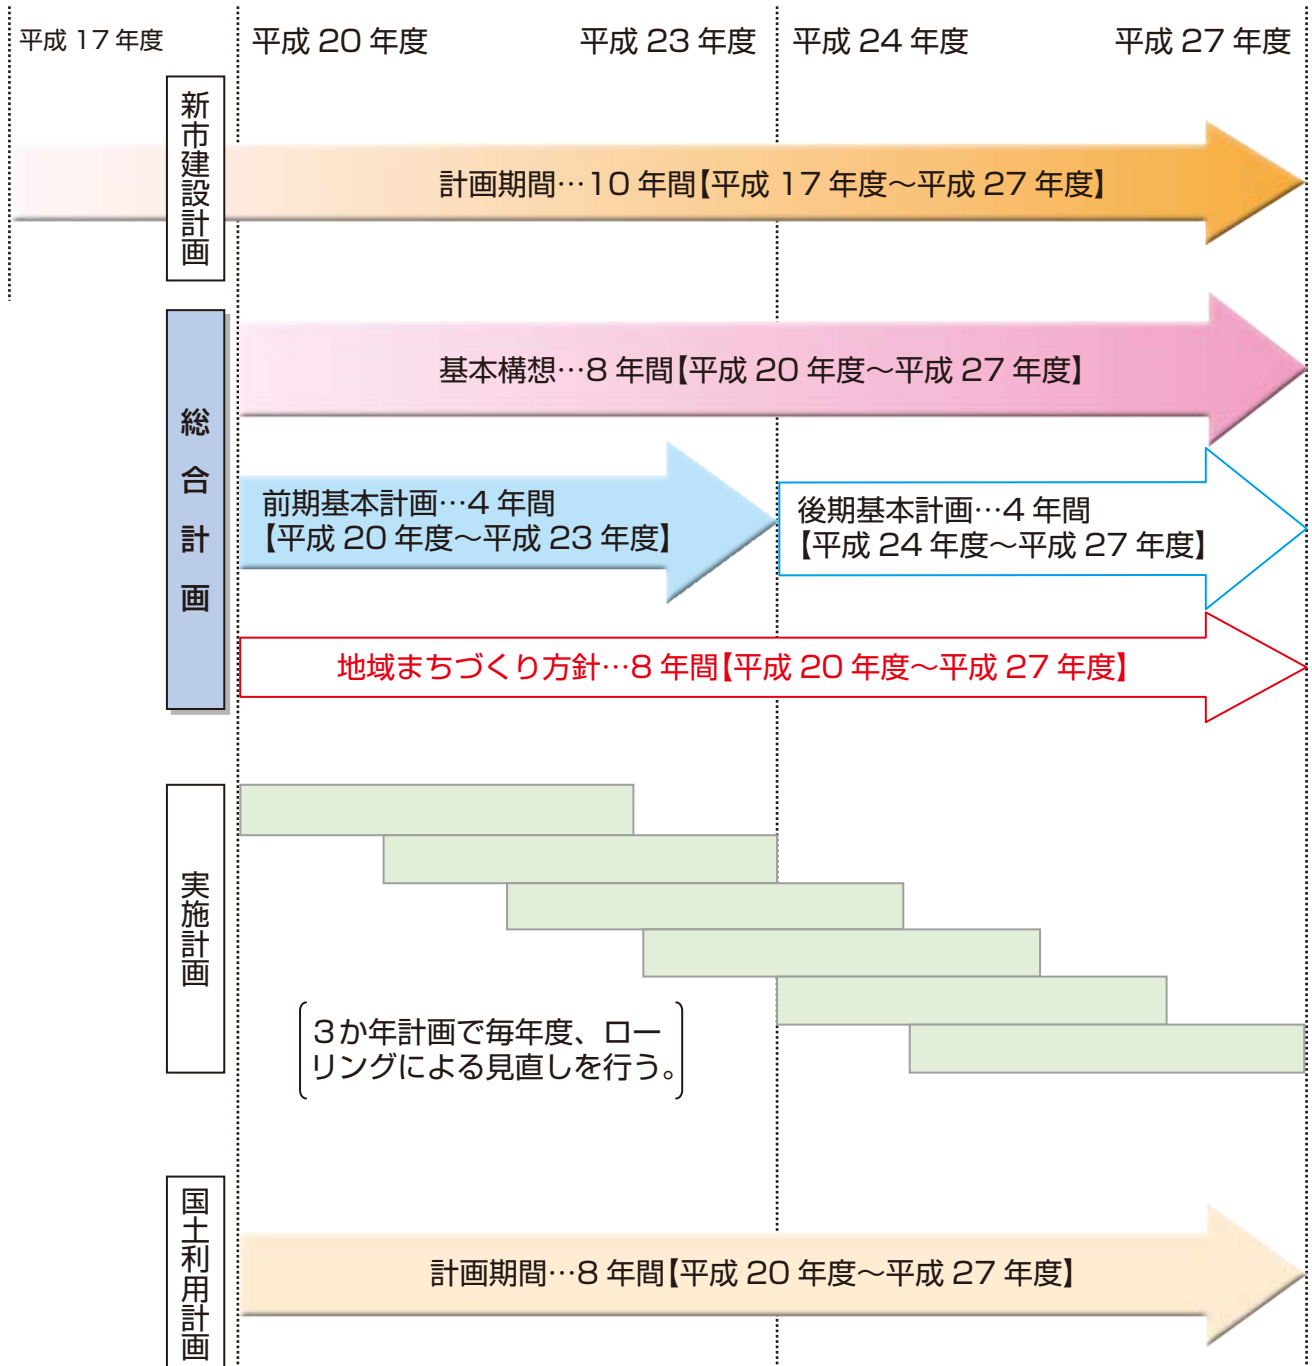 平成 17 年度
平成 20 年度
平成 23 年度
平成 24 年度
平成 27 年度
新市建設計画
計画期間…10 年間【平成 17 年度～平成 27 年度】
総合計画
基本構想…8 年間【平成 20 年度～平成 27 年度】
前期基本計画…4 年間
【平成 20 年度～平成 23 年度】
後期基本計画…4 年間
【平成 24 年度～平成 27 年度】
地域まちづくり方針…8 年間【平成 20 年度～平成 27 年度】
実施計画
３か年計画で毎年度、ロー
リングによる見直しを行う。
国土利用計画
計画期間…8 年間【平成 20 年度～平成 27 年度】